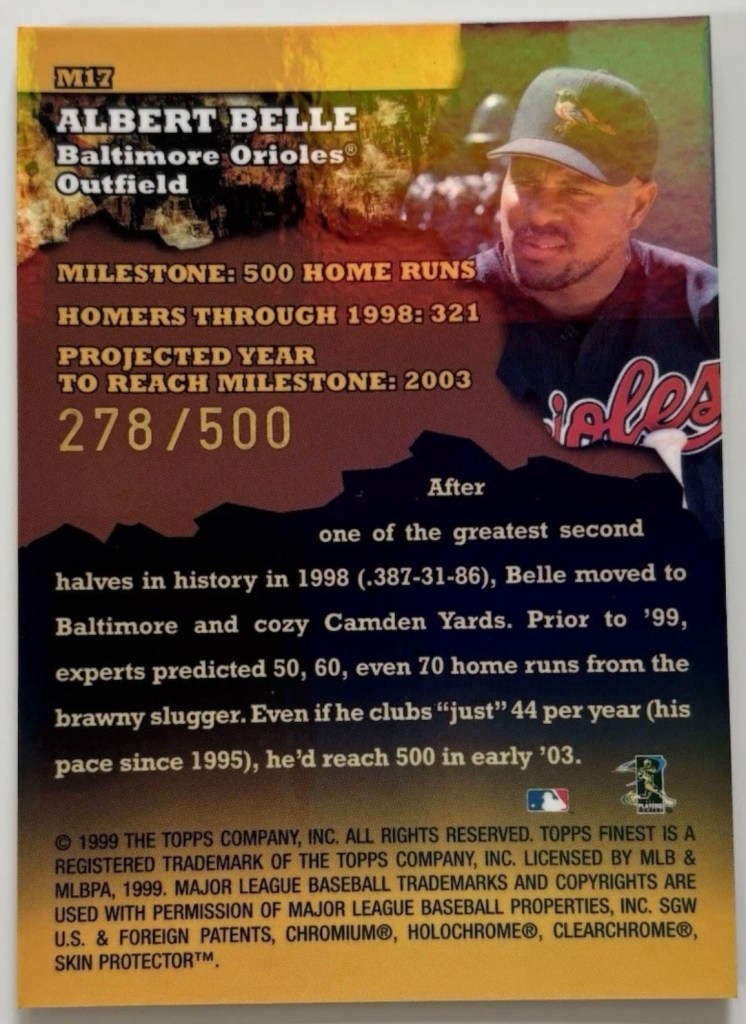 M17
ALBERT BELLE
Baltimore Orioles®
Outfield
MILESTONE: 500 HOME RUNS
HOMERS THROUGH 1998: 321
PROJECTED YEAR
TO REACH MILESTONE: 2003
278/500
ioles
After
one of the greatest second
halves in history in 1998 (.387-31-86), Belle moved to
Baltimore and cozy Camden Yards. Prior to ’99,
experts predicted 50, 60, even 70 home runs from the
brawny slugger. Even if he clubs “just” 44 per year (his
pace since 1995), he’d reach 500 in early ’03.
© 1999 THE TOPPS COMPANY, INC. ALL RIGHTS RESERVED. TOPPS FINEST IS A
REGISTERED TRADEMARK OF THE TOPPS COMPANY, INC. LICENSED BY MLB &
MLBPA, 1999. MAJOR LEAGUE BASEBALL TRADEMARKS AND COPYRIGHTS ARE
USED WITH PERMISSION OF MAJOR LEAGUE BASEBALL PROPERTIES, INC. SGW
U.S. & FOREIGN PATENTS, CHROMIUM®, HOLOCHROME®, CLEARCHROME®,
SKIN PROTECTOR™.